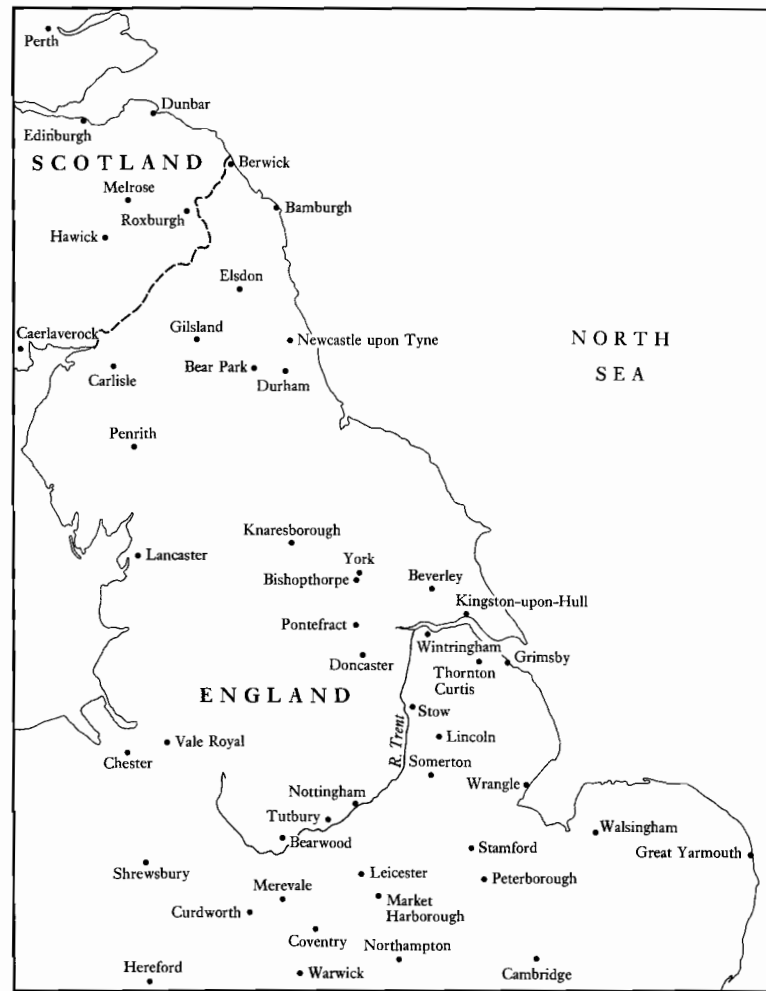 Perth
Dunbar
Edinburgh
SCOTLAND
Berwick
Melrose
Roxburgh
Bamburgh
Hawick
Elsdon
Caerlaverock
Gilsland
Newcastle upon Tyne
NORTH
SEA
Carlisle
Bear Park
Durham
Penrith
Knaresborough
Lancaster
York
Bishopthorpe
Beverley
Kingston-upon-Hull
Pontefract
Wintringham
Doncaster
Thornton
Curtis
Grimsby
ENGLAND
Stow
R. Trent
Vale Royal
Lincoln
Chester
Somerton
Wrangle
Nottingham
Tutbury
Bearwood
Walsingham
Stamford
Great Yarmouth
Shrewsbury
Leicester
Peterborough
Merevale
Market
Harborough
Curdworth
Coventry
Northampton
Hereford
Warwick
Cambridge